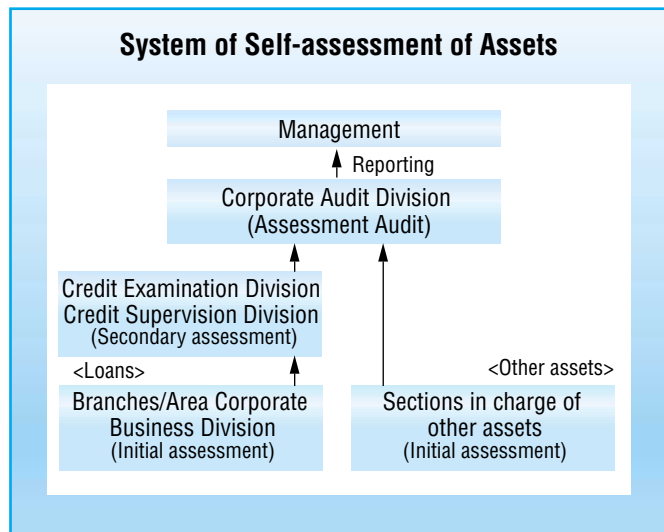 System of Self-assessment of Assets
Management
Reporting
Corporate Audit Division
(Assessment Audit)
Credit Examination Division
Credit Supervision Division
(Secondary assessment)
<Loans>
<Other assets>
Branches/Area Corporate
Business Division
(Initial assessment)
Sections in charge of
other assets
(Initial assessment)